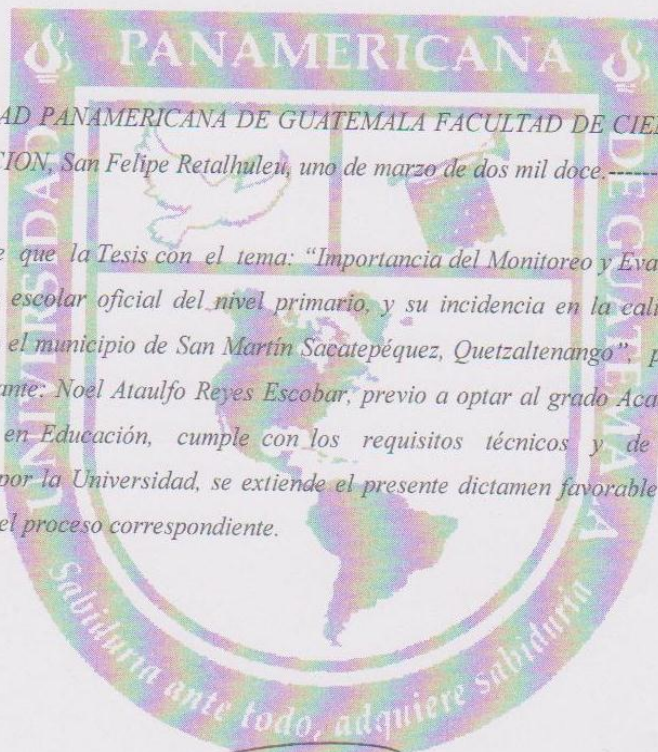 PANAMERICANA
UNIVERSIDAD
DE GUATEMALA
AD PANAMERICANA DE GUATEMALA FACULTAD DE CIE
CION, San Felipe Retalhuleu, uno de marzo de dos mil doce.-------
e que la Tesis con el tema: “Importancia del Monitoreo y Eva
escolar oficial del nivel primario, y su incidencia en la cali
el municipio de San Martín Sacatepéquez, Quetzaltenango”, p
ante: Noel Ataulfo Reyes Escobar, previo a optar al grado Aca
en Educación, cumple con los requisitos técnicos y de
por la Universidad, se extiende el presente dictamen favorable
el proceso correspondiente.
Sabiduría ante todo, adquiere sabiduría